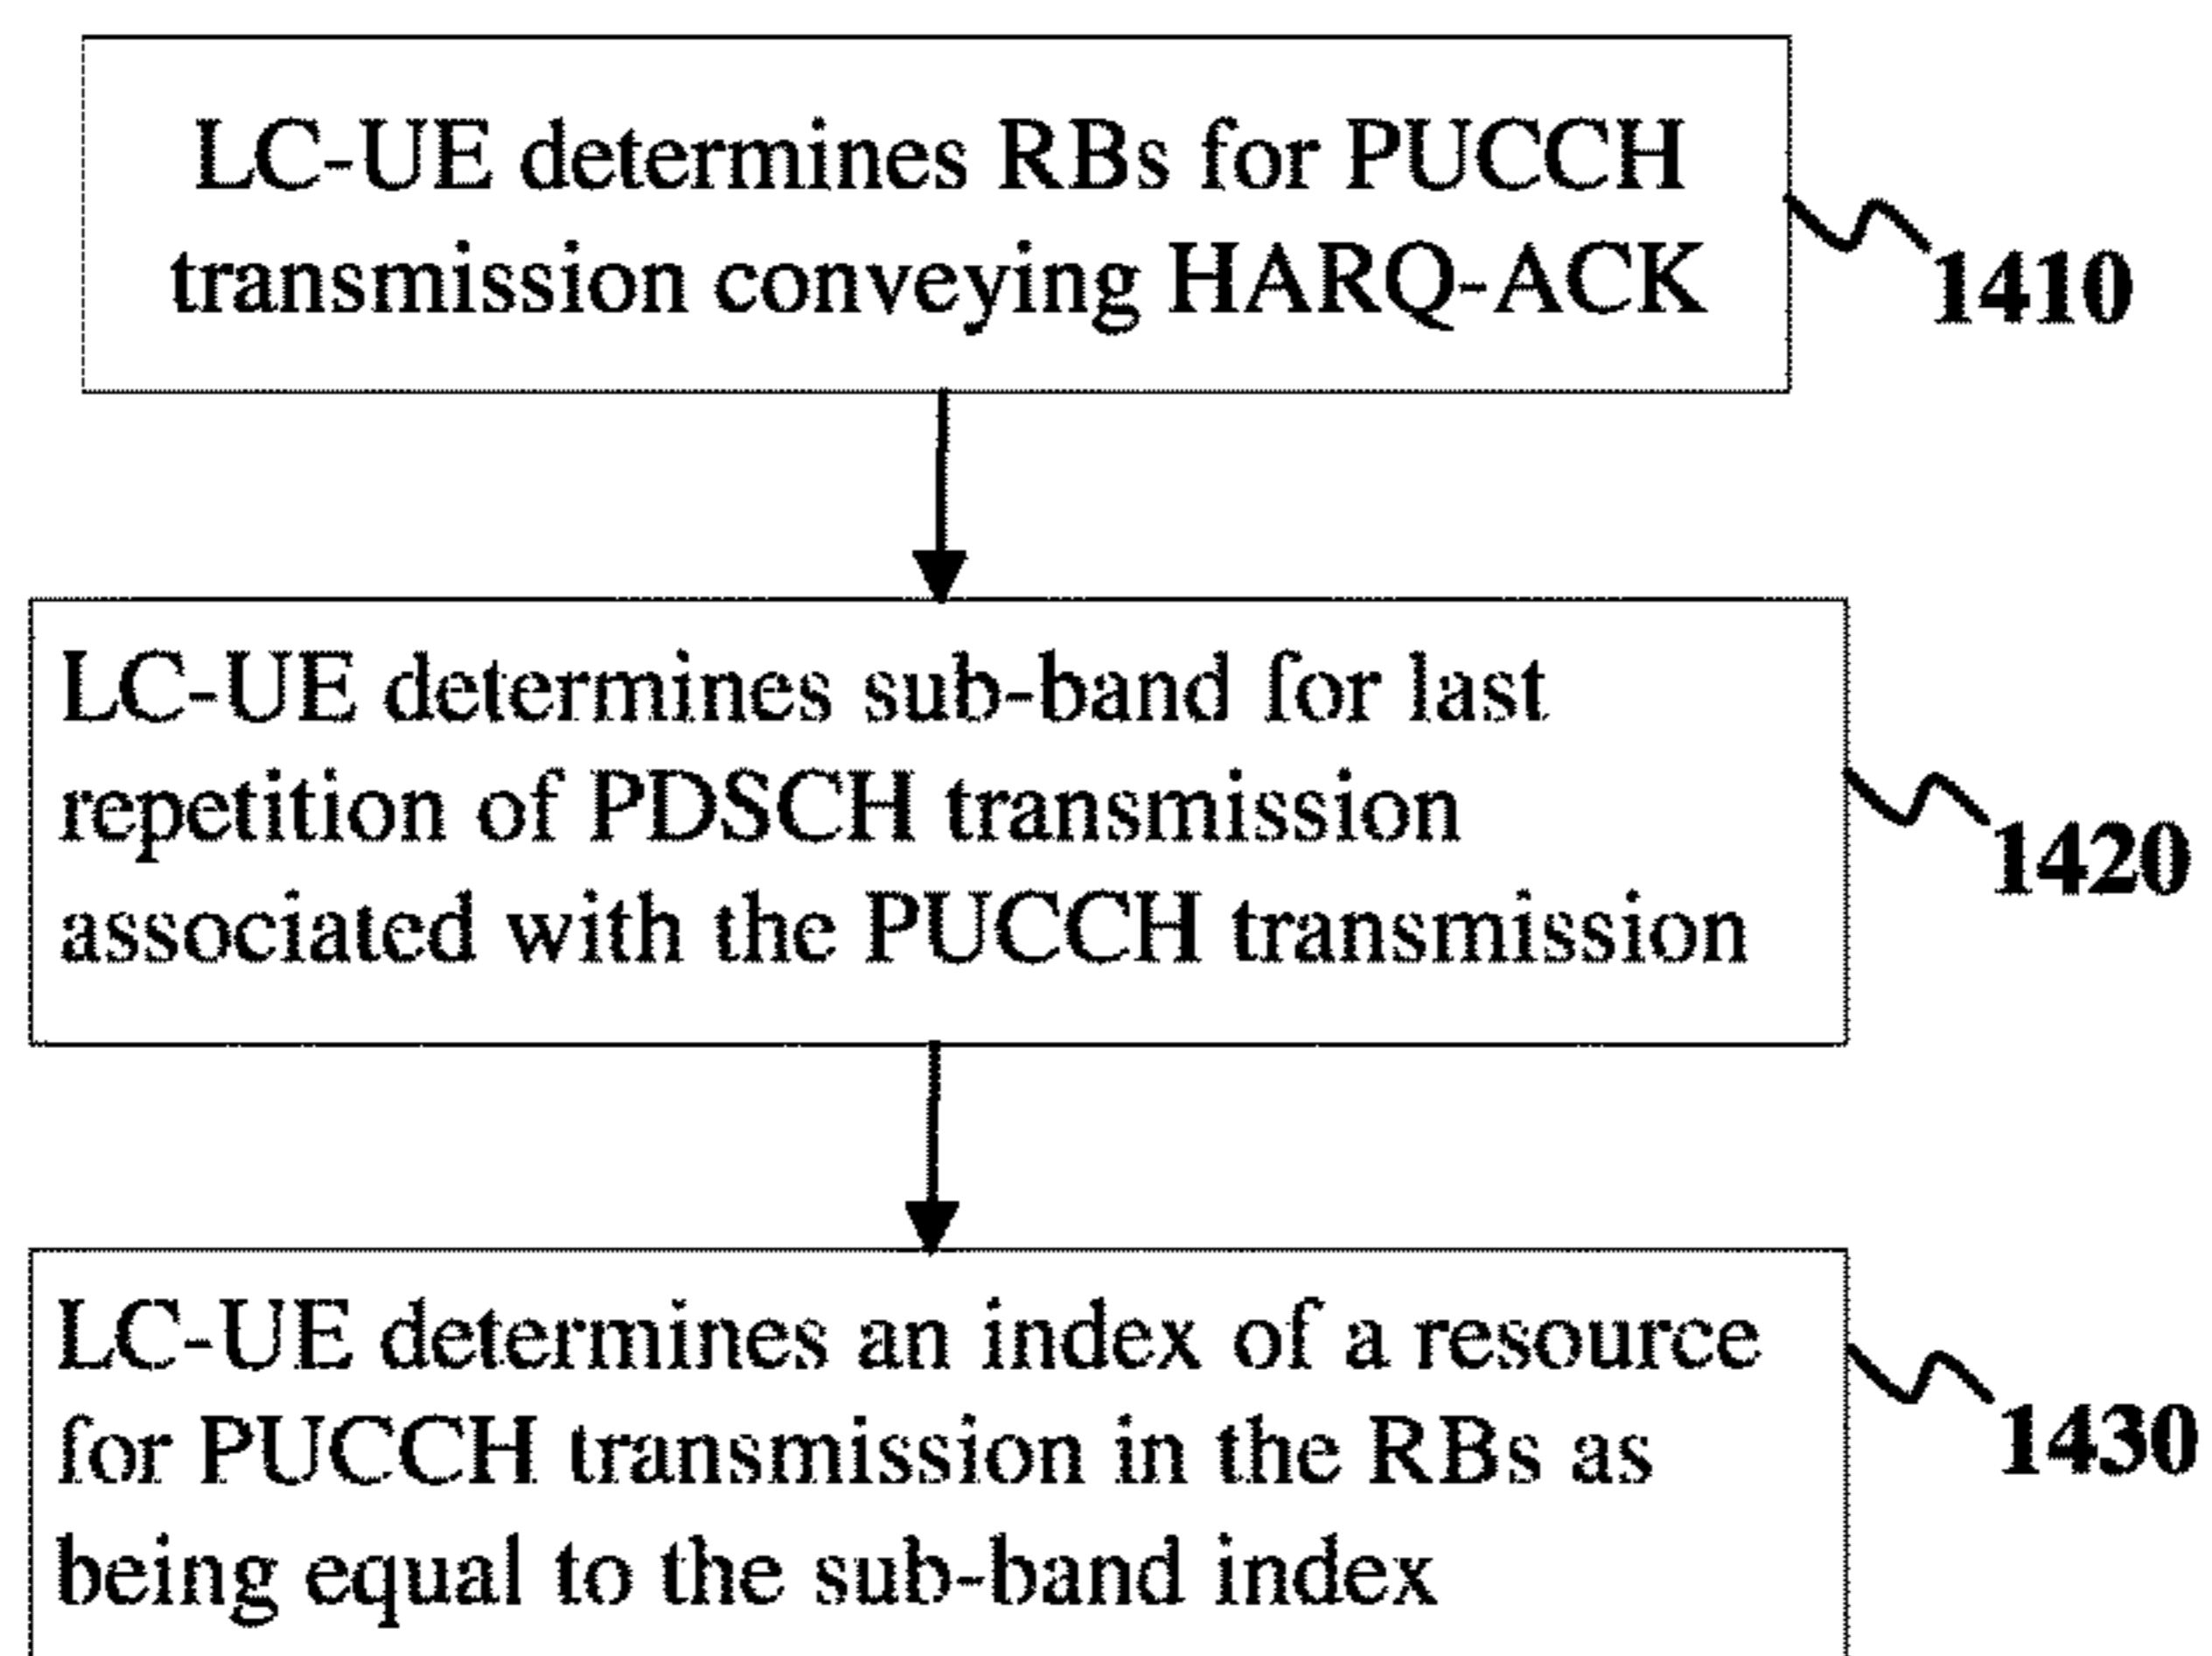 LC-UE determines RBs for PUCCH
transmission conveying HARQ-ACK
1410
LC-UE determines sub-band for last
repetition of PDSCH transmission
associated with the PUCCH transmission
1420
LC-UE determines an index of a resource
for PUCCH transmission in the RBs as
being equal to the sub-band index
1430